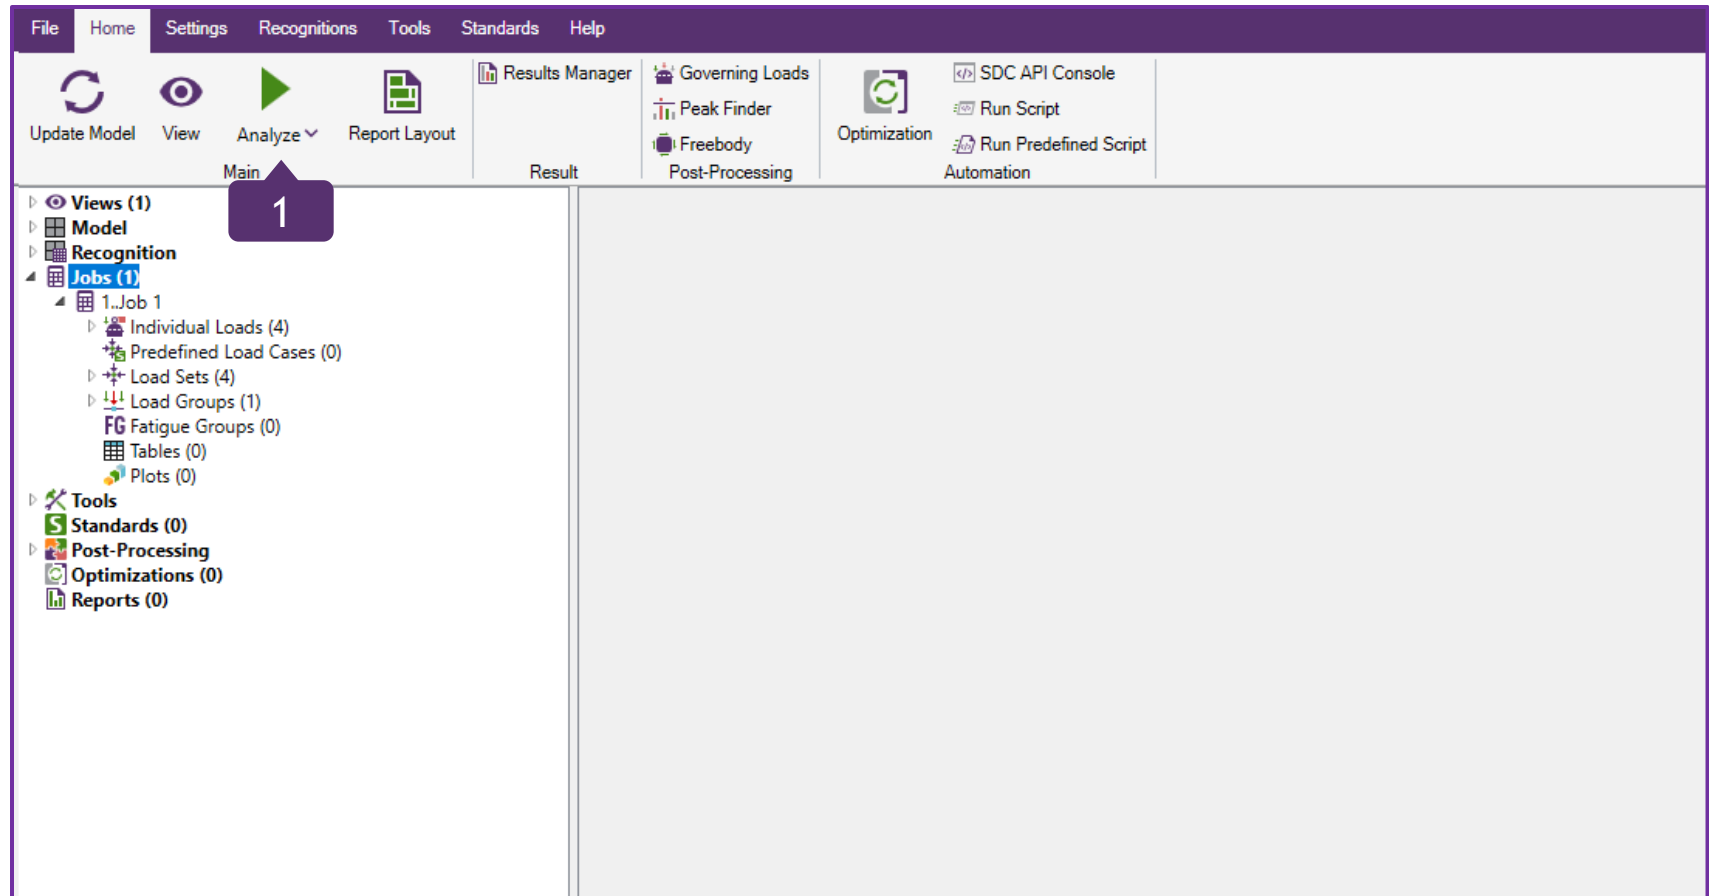 File Home Settings Recognitions Tools Standards Help
Update Model View Analyze Report Layout
Main
Results Manager
Result
Governing Loads
Peak Finder
Freebody
Post-Processing
Optimization
SDC API Console
Run Script
Run Predefined Script
Automation
1
Views (1)
Model
Recognition
Jobs (1)
1..Job 1
Individual Loads (4)
Predefined Load Cases (0)
Load Sets (4)
Load Groups (1)
FG Fatigue Groups (0)
Tables (0)
Plots (0)
Tools
S Standards (0)
Post-Processing
Optimizations (0)
Reports (0)